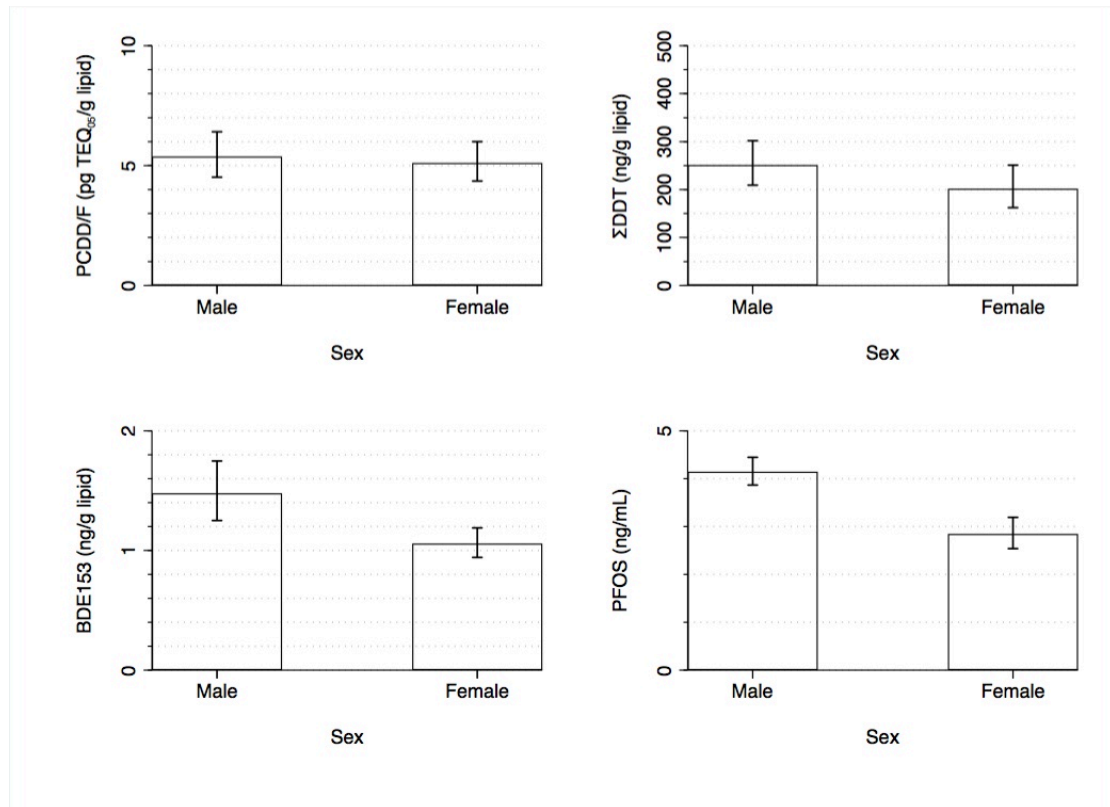 PCDD/F (pg TEQ05/g lipid)
10
5
0
Male Female
Sex
ΣDDT (ng/g lipid)
500
400
300
200
100
0
Male Female
Sex
BDE153 (ng/g lipid)
2
1
0
Male Female
Sex
PFOS (ng/mL)
5
0
Male Female
Sex